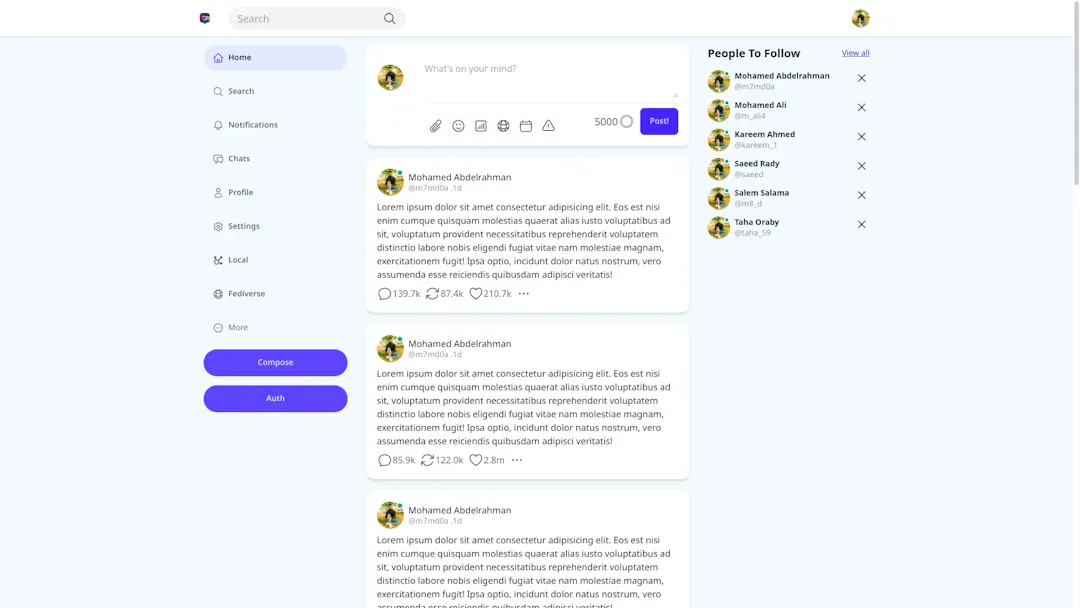 Search
Home
Search
Notifications
Chats
Profile
Settings
Local
Fediverse
More
Compose
Auth
What's on your mind?
5000
Post!
Mohamed Abdelrahman
@m7md0a .1d
Lorem ipsum dolor sit amet consectetur adipisicing elit. Eos est nisi
enim cumque quisquam molestias quaerat alias iusto voluptatibus ad
sit, voluptatum provident necessitatibus reprehenderit voluptatem
distinctio labore nobis eligendi fugiat vitae nam molestiae magnam,
exercitationem fugit! Ipsa optio, incidunt dolor natus nostrum, vero
assumenda esse reiciendis quibusdam adipisci veritatis!
139.7k 87.4k 210.7k
Mohamed Abdelrahman
@m7md0a .1d
Lorem ipsum dolor sit amet consectetur adipisicing elit. Eos est nisi
enim cumque quisquam molestias quaerat alias iusto voluptatibus ad
sit, voluptatum provident necessitatibus reprehenderit voluptatem
distinctio labore nobis eligendi fugiat vitae nam molestiae magnam,
exercitationem fugit! Ipsa optio, incidunt dolor natus nostrum, vero
assumenda esse reiciendis quibusdam adipisci veritatis!
85.9k 122.0k 2.8m
Mohamed Abdelrahman
@m7md0a .1d
Lorem ipsum dolor sit amet consectetur adipisicing elit. Eos est nisi
enim cumque quisquam molestias quaerat alias iusto voluptatibus ad
sit, voluptatum provident necessitatibus reprehenderit voluptatem
distinctio labore nobis eligendi fugiat vitae nam molestiae magnam,
exercitationem fugit! Ipsa optio, incidunt dolor natus nostrum, vero
assumenda esse reiciendis quibusdam adipisci veritatis!
People To Follow
View all
Mohamed Abdelrahman
@m7md0a
Mohamed Ali
@m_ali4
Kareem Ahmed
@kareem_1
Saeed Rady
@saeed
Salem Salama
@m8_d
Taha Oraby
@taha_59